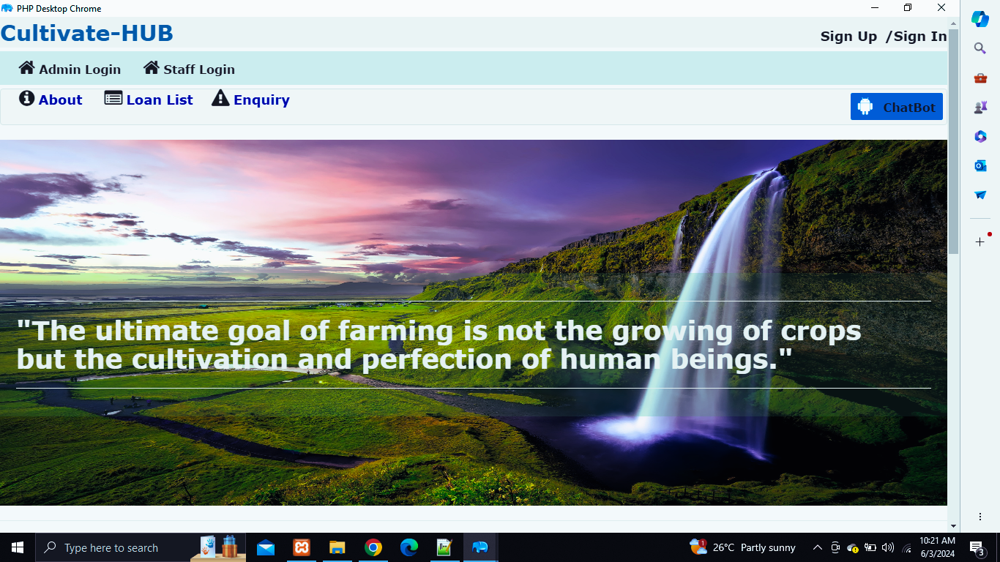 PHP Desktop Chrome
Cultivate-HUB
Sign Up /Sign In
Admin Login Staff Login
About Loan List Enquiry
ChatBot
"The ultimate goal of farming is not the growing of crops
but the cultivation and perfection of human beings."
Type here to search
26°C Partly sunny
10:21 AM
6/3/2024
3